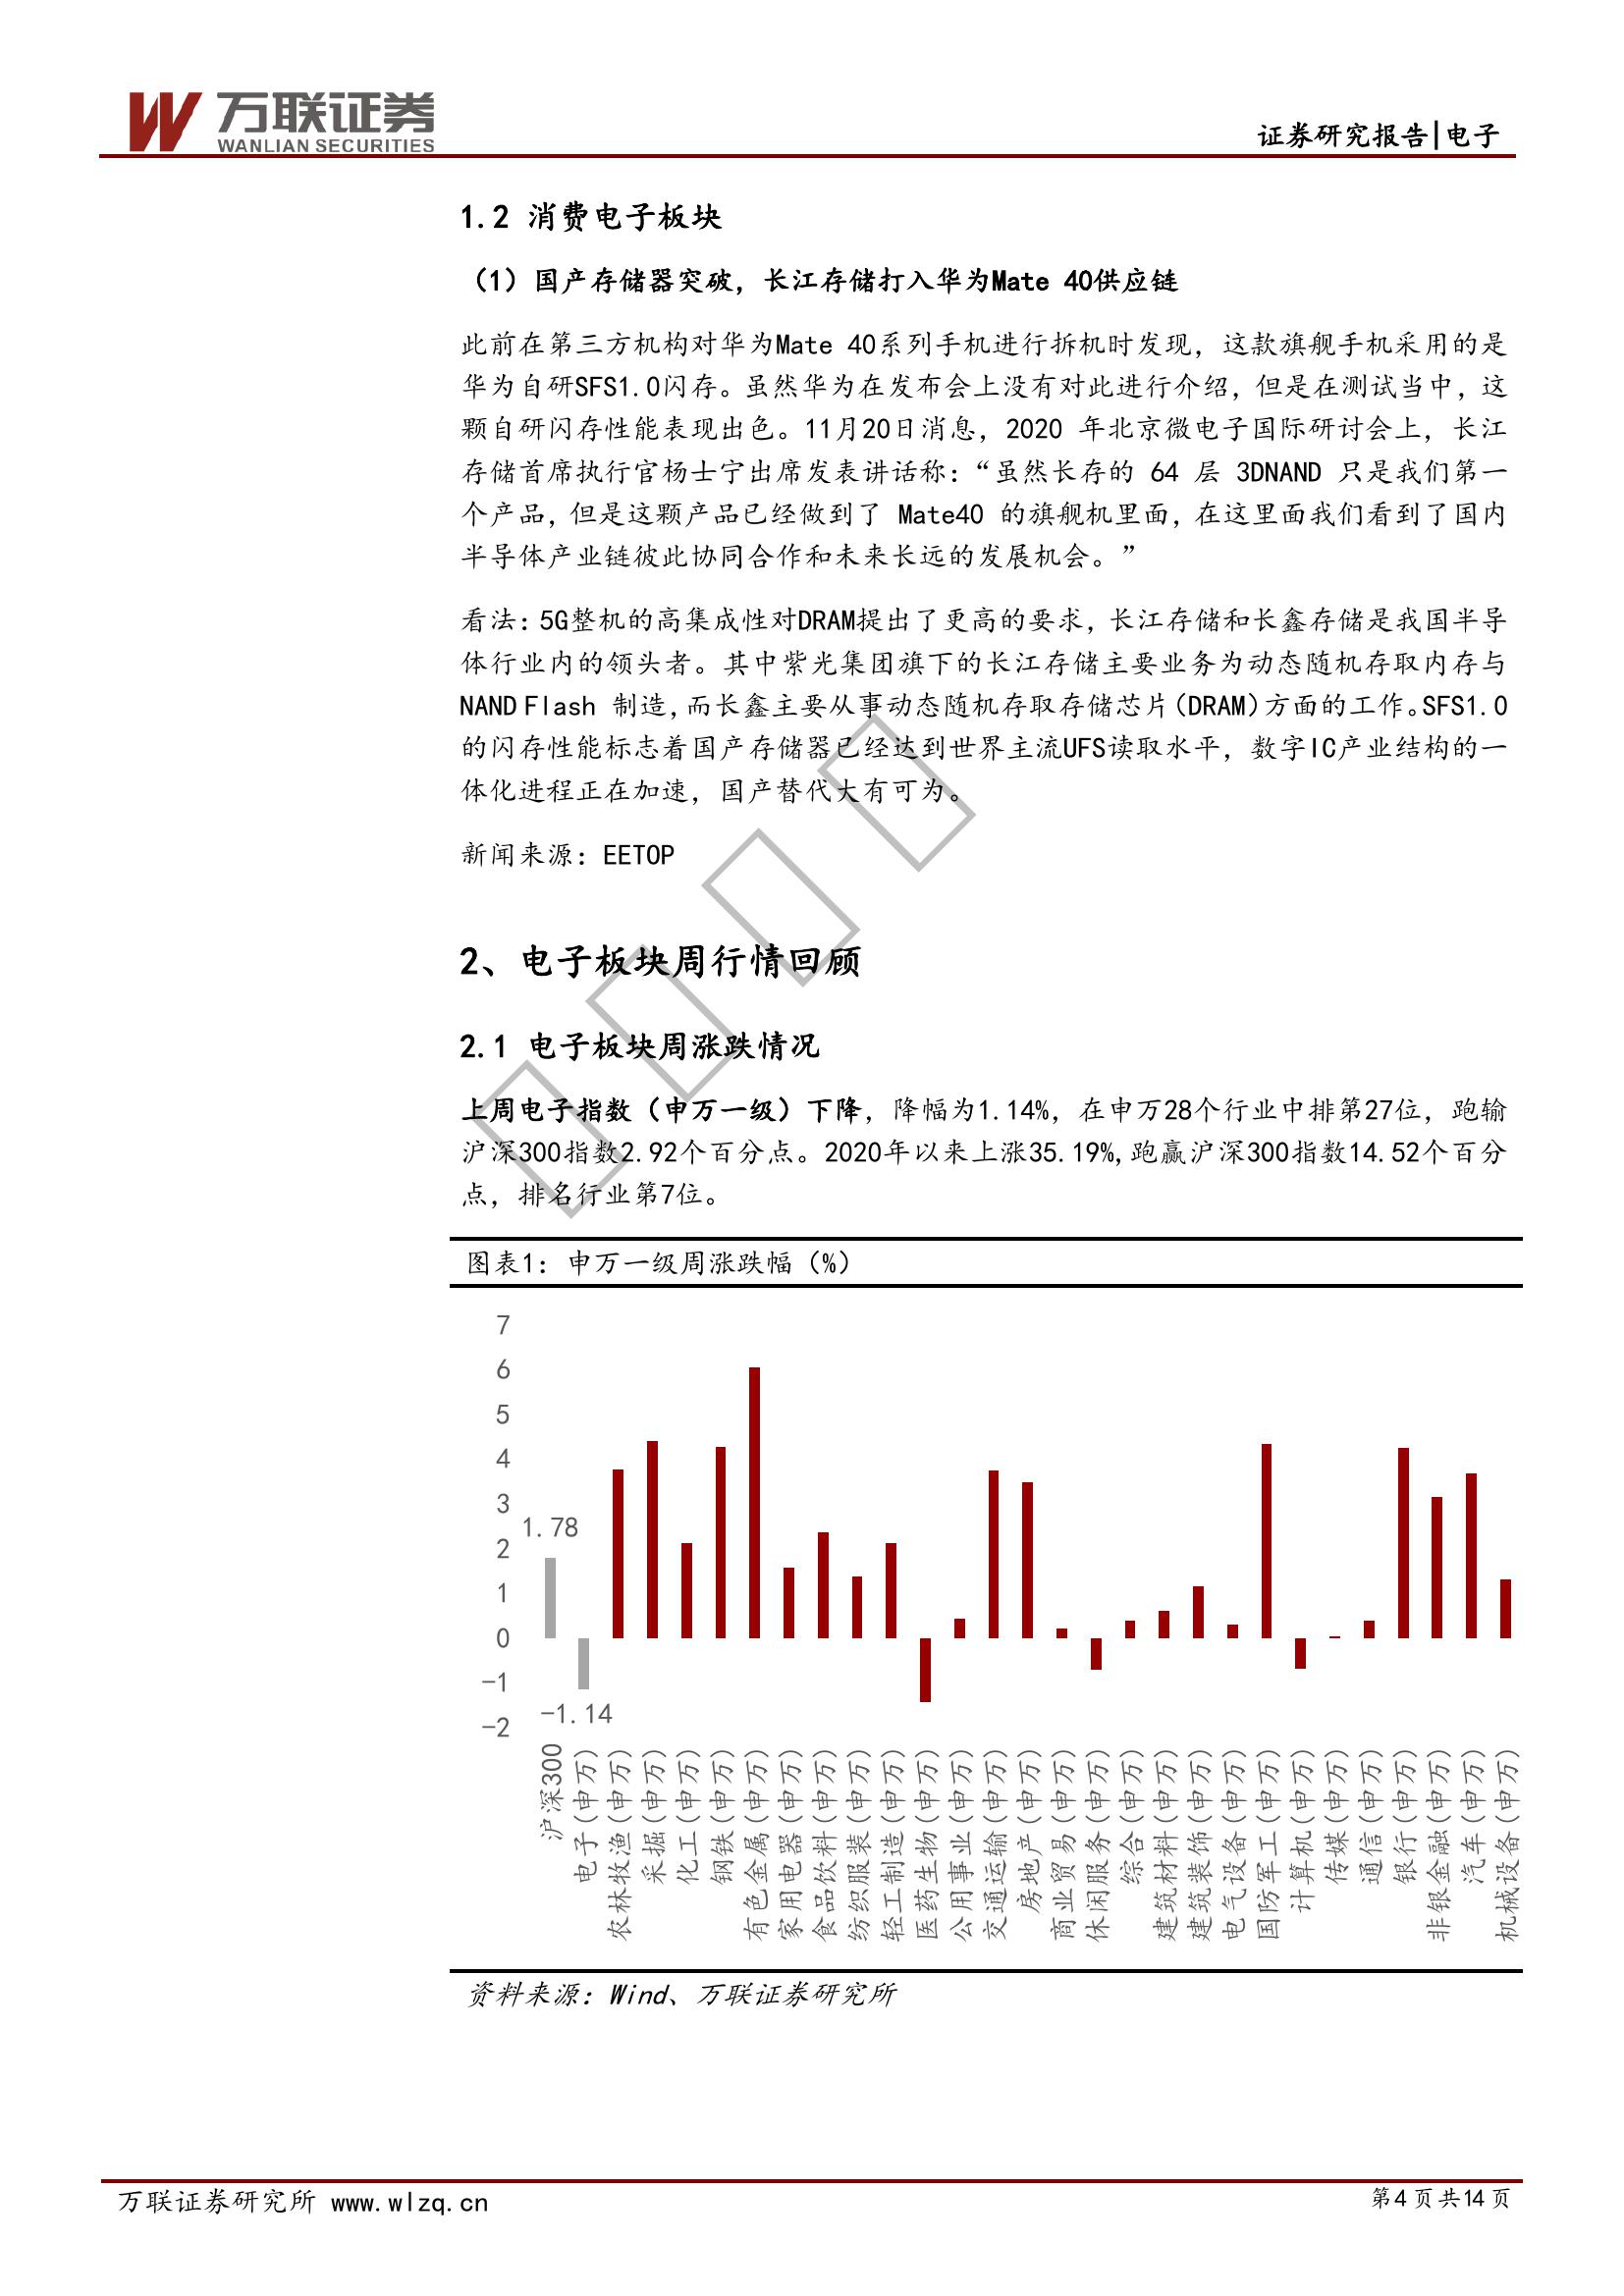 万联证券
WANLIAN SECURITIES
证券研究报告|电子
1.2 消费电子板块
（1）国产存储器突破，长江存储打入华为Mate 40供应链
此前在第三方机构对华为Mate 40系列手机进行拆机时发现，这款旗舰手机采用的是
华为自研SFS1.0闪存。虽然华为在发布会上没有对此进行介绍，但是在测试当中，这
颗自研闪存性能表现出色。11月20日消息，2020 年北京微电子国际研讨会上，长江
存储首席执行官杨士宁出席发表讲话称：“虽然长存的 64 层 3DNAND 只是我们第一
个产品，但是这颗产品已经做到了 Mate40 的旗舰机里面，在这里面我们看到了国内
半导体产业链彼此协同合作和未来长远的发展机会。”
看法：5G整机的高集成性对DRAM提出了更高的要求，长江存储和长鑫存储是我国半导
体行业内的领头者。其中紫光集团旗下的长江存储主要业务为动态随机存取内存与
NAND Flash 制造，而长鑫主要从事动态随机存取存储芯片（DRAM）方面的工作。SFS1.0
的闪存性能标志着国产存储器已经达到世界主流UFS读取水平，数字IC产业结构的一
体化进程正在加速，国产替代大有可为。
新闻来源：EETOP
2、电子板块周行情回顾
2.1 电子板块周涨跌情况
上周电子指数（申万一级）下降，降幅为1.14%，在申万28个行业中排第27位，跑输
沪深300指数2.92个百分点。2020年以来上涨35.19%，跑赢沪深300指数14.52个百分
点，排名行业第7位。
图表1：申万一级周涨跌幅（%）
7
6
5
4
3
2
1
0
-1
-2
1.78
-1.14
沪深300
电子(申万)
农林牧渔(申万)
采掘(申万)
化工(申万)
钢铁(申万)
有色金属(申万)
家用电器(申万)
食品饮料(申万)
纺织服装(申万)
轻工制造(申万)
医药生物(申万)
公用事业(申万)
交通运输(申万)
房地产(申万)
商业贸易(申万)
休闲服务(申万)
综合(申万)
建筑材料(申万)
建筑装饰(申万)
电气设备(申万)
国防军工(申万)
计算机(申万)
传媒(申万)
通信(申万)
银行(申万)
非银金融(申万)
汽车(申万)
机械设备(申万)
资料来源：Wind、万联证券研究所
万联证券研究所 www.wlzq.cn
第4页共14页